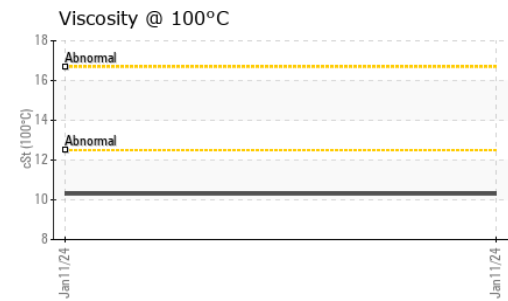 Viscosity @ 100°C
18
Abnormal
16
14
Abnormal
12
10
8
cSt (100°C)
Jan11/24
Jan11/24